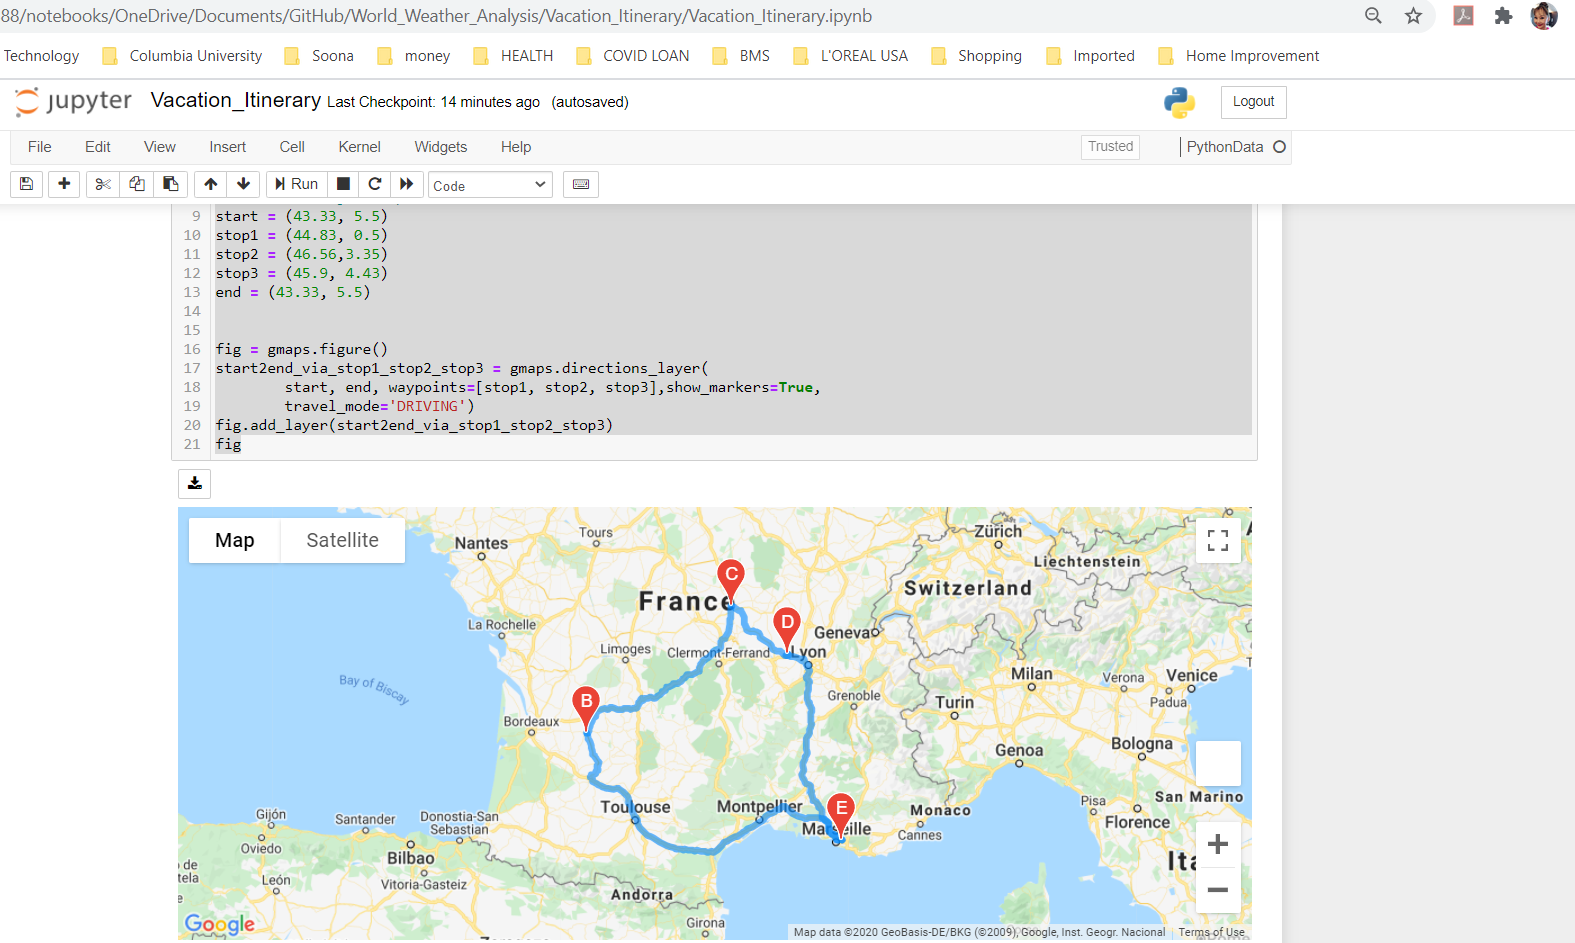 88/notebooks/OneDrive/Documents/GitHub/World_Weather_Analysis/Vacation_Itinerary/Vacation_Itinerary.ipynb
Technology Columbia University Soona money HEALTH COVID LOAN BMS L'OREAL USA Shopping Imported Home Improvement
jupyter Vacation_Itinerary Last Checkpoint: 14 minutes ago (autosaved) Logout
File Edit View Insert Cell Kernel Widgets Help Trusted PythonData
Run Code
9 start = (43.33, 5.5)
10 stop1 = (44.83, 0.5)
11 stop2 = (46.56,3.35)
12 stop3 = (45.9, 4.43)
13 end = (43.33, 5.5)
14
15
16 fig = gmaps.figure()
17 start2end_via_stop1_stop2_stop3 = gmaps.directions_layer(
18 start, end, waypoints=[stop1, stop2, stop3],show_markers=True,
19 travel_mode='DRIVING')
20 fig.add_layer(start2end_via_stop1_stop2_stop3)
21 fig
Map Satellite
Nantes
Tours
Zürich
Liechtenstein
Switzerland
C
France
La Rochelle
D
Geneva
Limoges
Clermont-Ferrand
Lyon
Bay of Biscay
Milan
Verona
Venice
Grenoble
Turin
Padua
B
Bordeaux
Genoa
Bologna
Toulouse
Montpellier
E
Marseille
Monaco
Cannes
Pisa
San Marino
Florence
Gijón
Santander
Donostia-San
Sebastian
Oviedo
Bilbao
de
tela
León
Vitoria-Gasteiz
Andorra
Ita
Girona
Google
Map data ©2020 GeoBasis-DE/BKG (©2009), Google, Inst. Geogr. Nacional Terms of Use